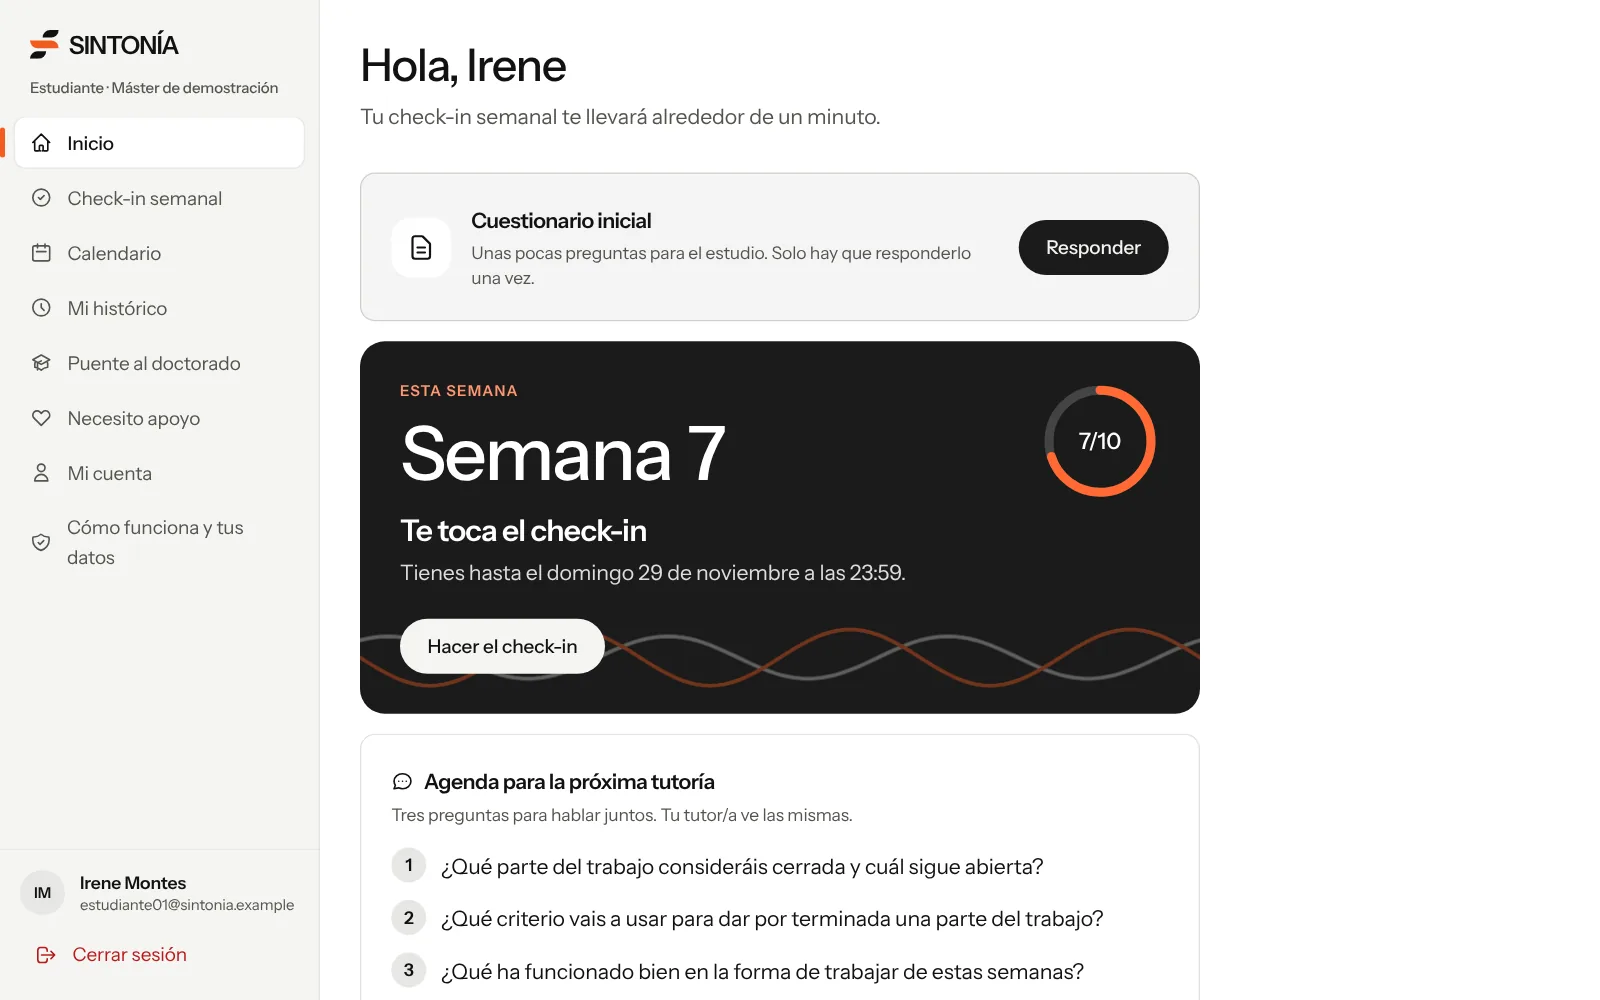 SINTONÍA
Estudiante · Máster de demostración
Inicio
Check-in semanal
Calendario
Mi histórico
Puente al doctorado
Necesito apoyo
Mi cuenta
Cómo funciona y tus
datos
IM
Irene Montes
estudiante01@sintonia.example
Cerrar sesión
Hola, Irene
Tu check-in semanal te llevará alrededor de un minuto.
Cuestionario inicial
Unas pocas preguntas para el estudio. Solo hay que responderlo
una vez.
Responder
ESTA SEMANA
Semana 7
7/10
Te toca el check-in
Tienes hasta el domingo 29 de noviembre a las 23:59.
Hacer el check-in
Agenda para la próxima tutoría
Tres preguntas para hablar juntos. Tu tutor/a ve las mismas.
1 ¿Qué parte del trabajo consideráis cerrada y cuál sigue abierta?
2 ¿Qué criterio vais a usar para dar por terminada una parte del trabajo?
3 ¿Qué ha funcionado bien en la forma de trabajar de estas semanas?